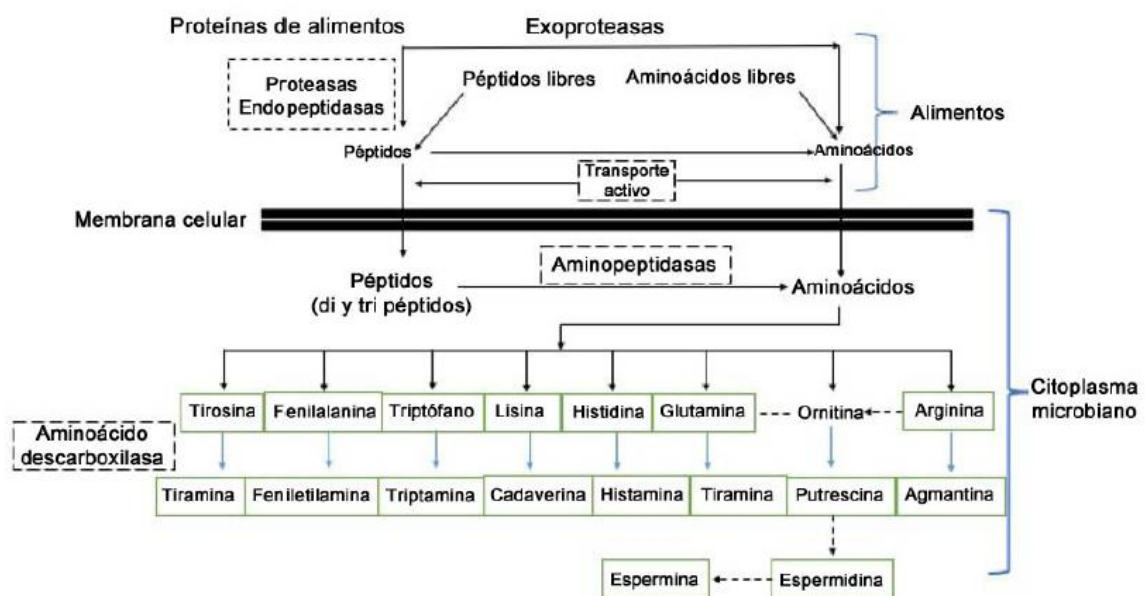 Proteínas de alimentos
Exoproteasas
Proteasas
Endopeptidasas
Péptidos libres
Aminoácidos libres
Alimentos
Péptidos
Aminoácidos
Transporte
activo
Membrana celular
Aminopeptidasas
Péptidos
(di y tri péptidos)
Aminoácidos
Citoplasma
microbiano
Tirosina
Fenilalanina
Triptófano
Lisina
Histidina
Glutamina
Ornitina
Arginina
Aminoácido
descarboxilasa
Tiramina
Feniletilamina
Triptamina
Cadaverina
Histamina
Tiramina
Putrescina
Agmantina
Espermina
Espermidina